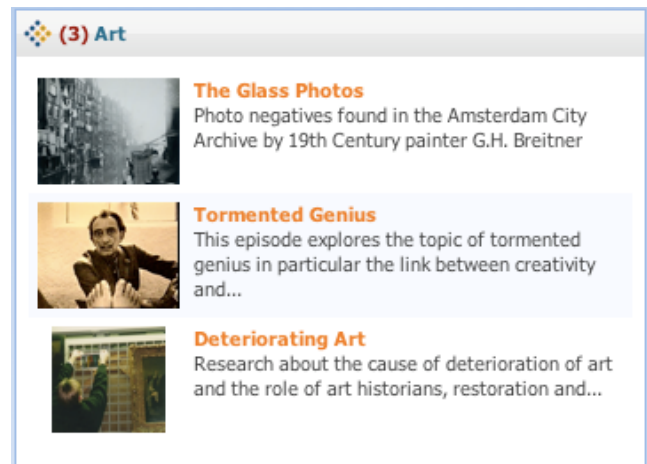 (3) Art
The Glass Photos
Photo negatives found in the Amsterdam City
Archive by 19th Century painter G.H. Breitner
Tormented Genius
This episode explores the topic of tormented
genius in particular the link between creativity
and...
Deteriorating Art
Research about the cause of deterioration of art
and the role of art historians, restoration and...